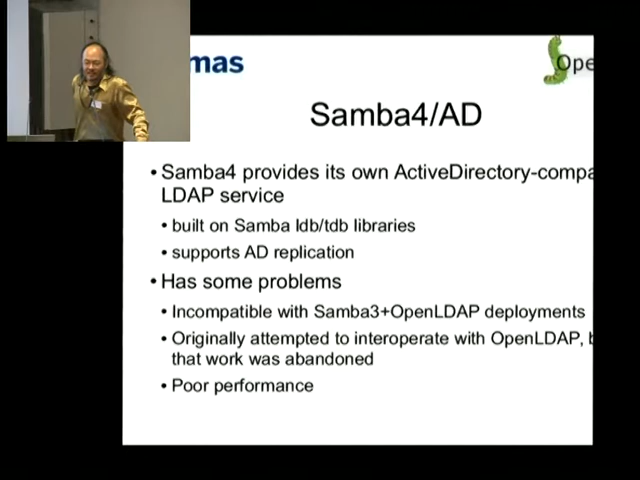 mas
Ope
Samba4/AD
• Samba4 provides its own ActiveDirectory-compa
LDAP service
• built on Samba ldb/tdb libraries
• supports AD replication
• Has some problems
• Incompatible with Samba3+OpenLDAP deployments
• Originally attempted to interoperate with OpenLDAP, b
that work was abandoned
• Poor performance